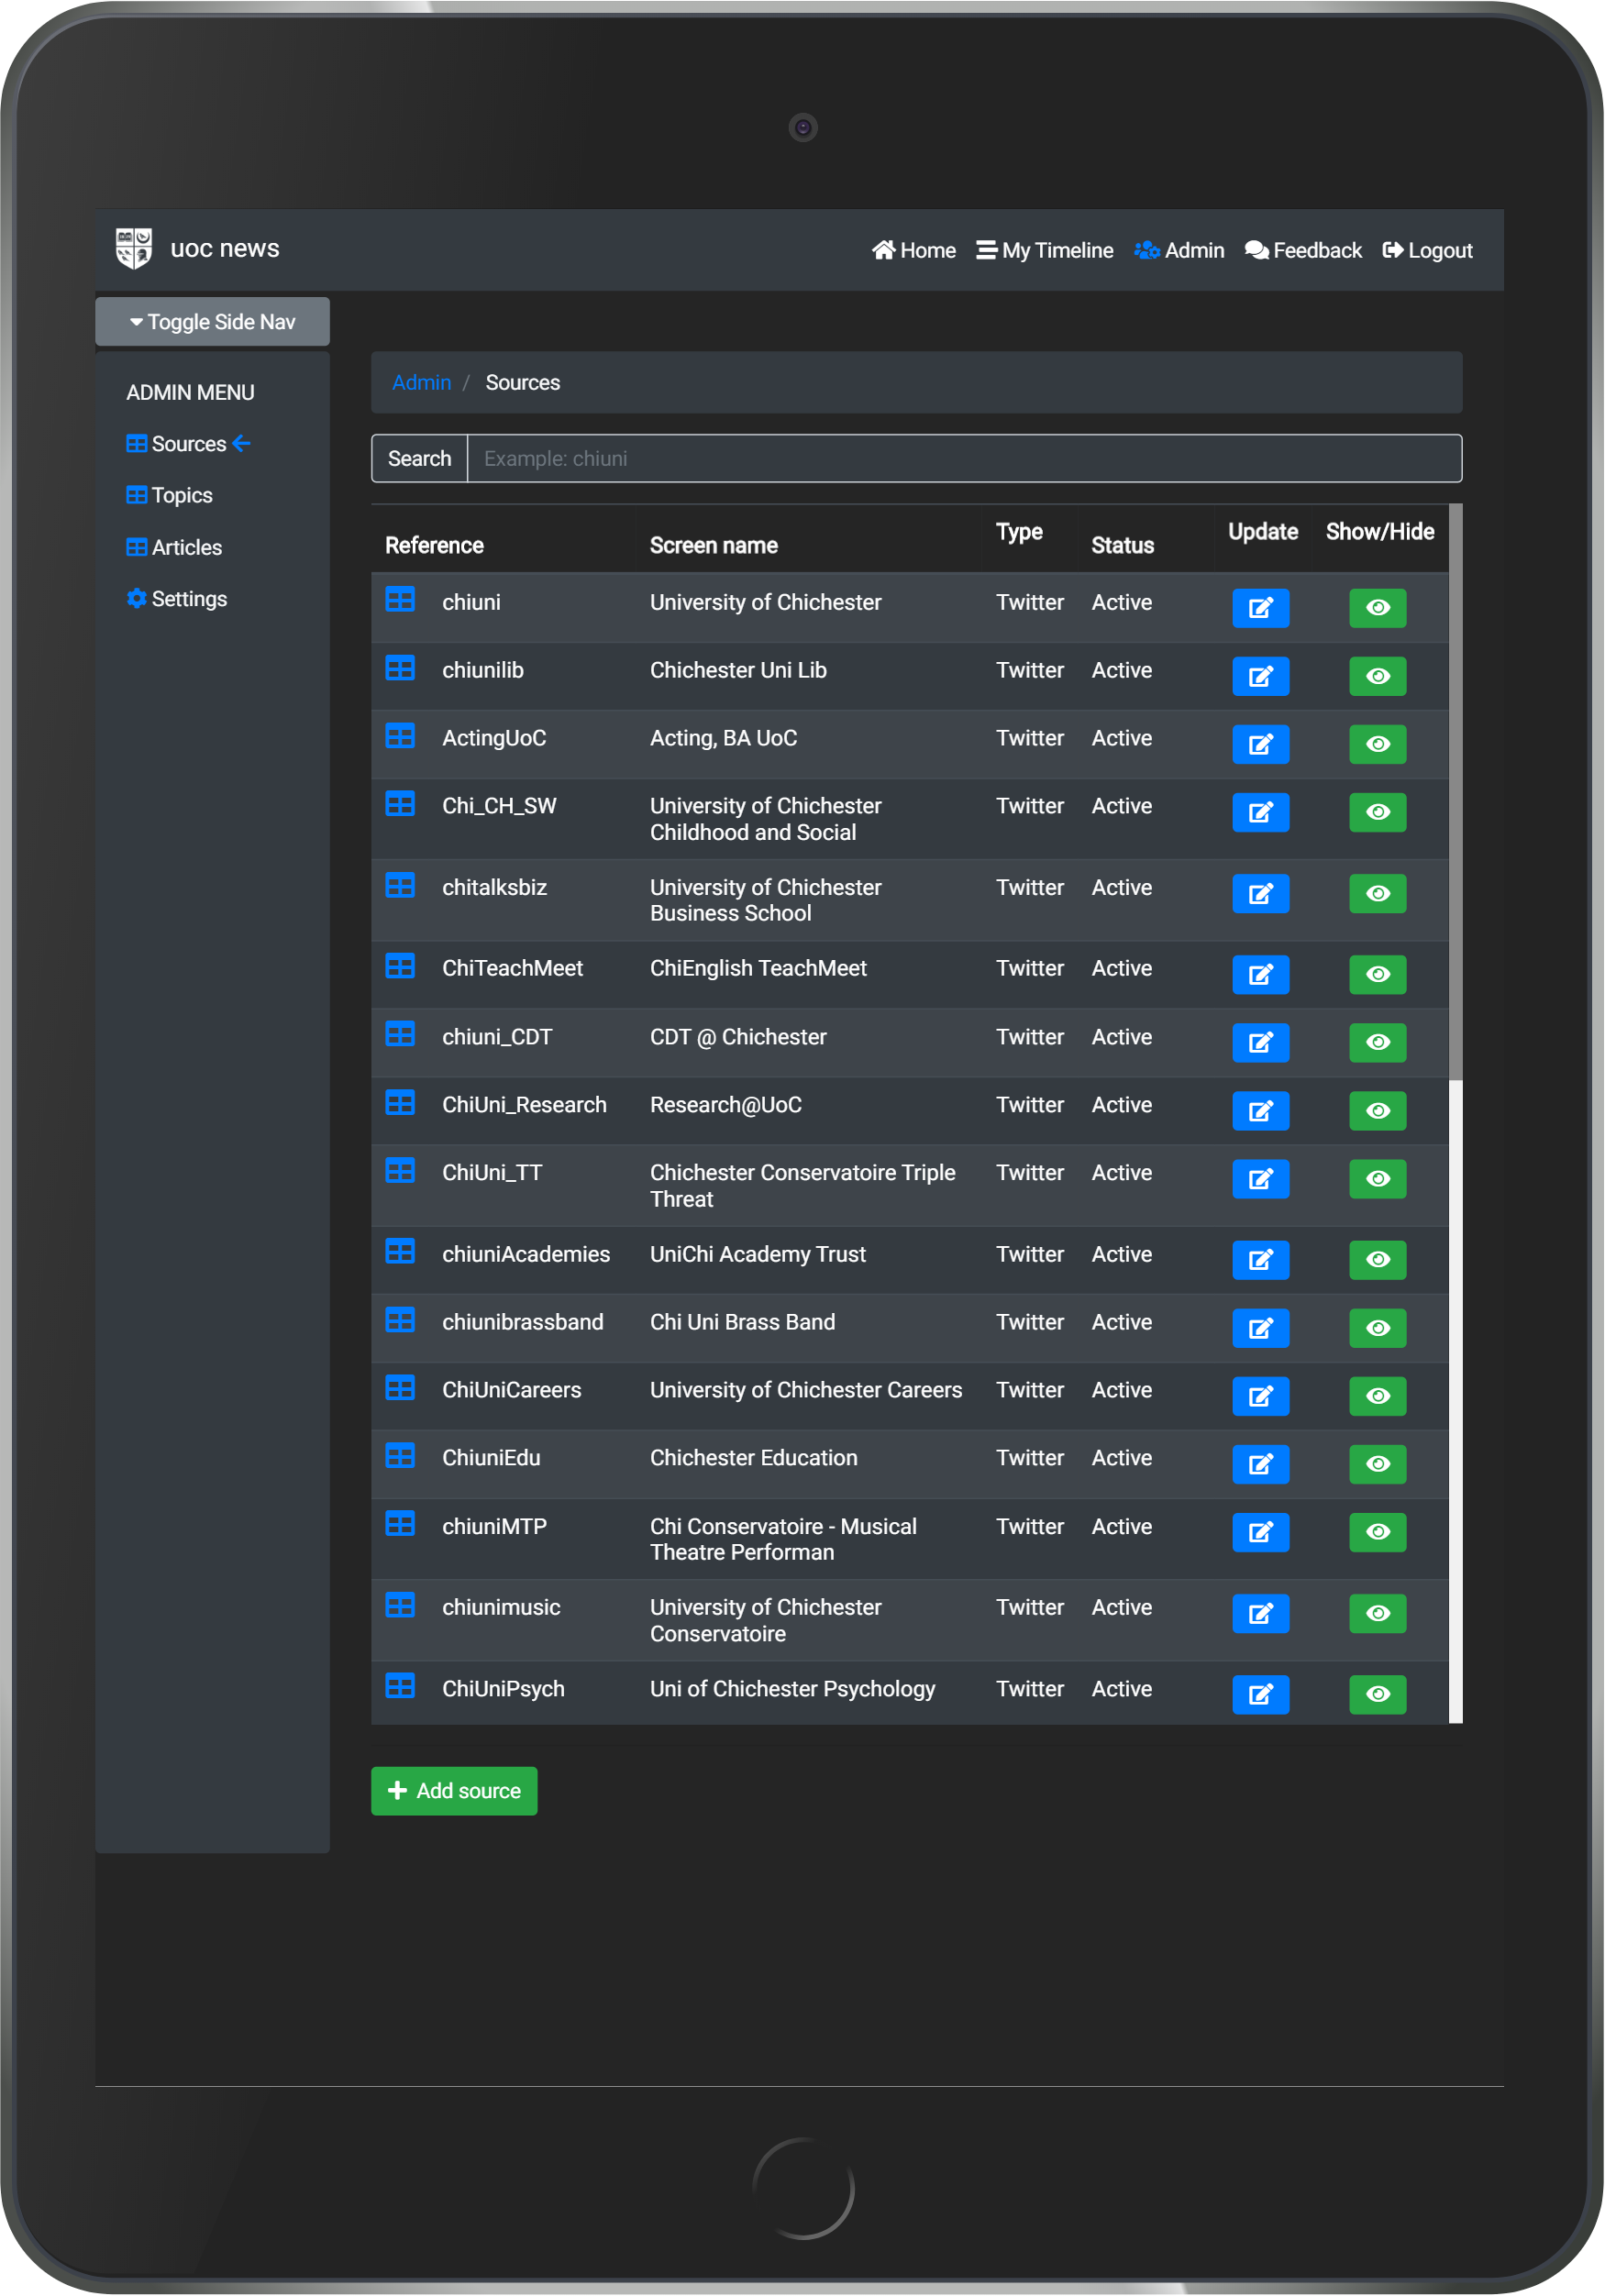 uoc news
Home My Timeline Admin Feedback Logout
Toggle Side Nav
ADMIN MENU
Sources
Topics
Articles
Settings
Admin / Sources
Search Example: chiuni
Reference Screen name Type Status Update Show/Hide
chiuni University of Chichester Twitter Active
chiunilib Chichester Uni Lib Twitter Active
ActingUoC Acting, BA UoC Twitter Active
Chi_CH_SW University of Chichester Twitter Active
Childhood and Social
chitalksbiz University of Chichester Twitter Active
Business School
ChiTeachMeet ChiEnglish TeachMeet Twitter Active
chiuni_CDT CDT @ Chichester Twitter Active
ChiUni_Research Research@UoC Twitter Active
ChiUni_TT Chichester Conservatoire Triple Twitter Active
Threat
chiuniAcademies UniChi Academy Trust Twitter Active
chiunibrassband Chi Uni Brass Band Twitter Active
ChiUniCareers University of Chichester Careers Twitter Active
ChiuniEdu Chichester Education Twitter Active
chiuniMTP Chi Conservatoire - Musical Twitter Active
Theatre Performan
chiunimusic University of Chichester Twitter Active
Conservatoire
ChiUniPsych Uni of Chichester Psychology Twitter Active
Add source